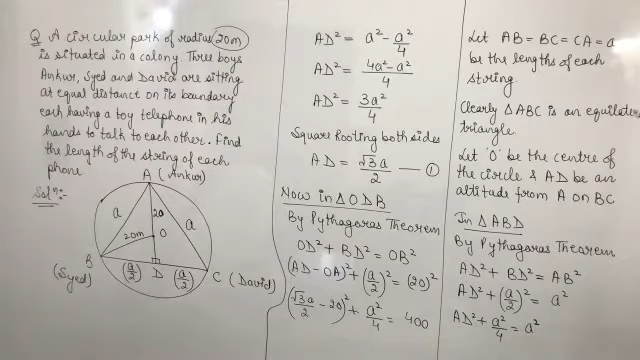 Q A circular park of radius 20m
is situated in a colony. Three boys
Ankur, Syed and David are sitting
at equal distance on its boundary
each having a toy telephone in his
hands to talk to each other. Find
the length of the string of each
phone
Solⁿ:-
A (Ankur)
a
20
a
20m
O
B
(Syed)
(a/2)
D
(a/2)
C (David)
Let AB = BC = CA = a
be the lengths of each
string
Clearly △ABC is an equilateral
triangle.
Let 'O' be the centre of
the circle & AD be an
altitude from A on BC
In △ABD
By Pythagoras Theorem
AD² + BD² = AB²
AD² + (a/2)² = a²
AD² + a²/4 = a²
AD² = a² - a²/4
AD² = 4a² - a²/4
AD² = 3a²/4
Square Rooting both sides
AD = √3a/2 — ①
Now in △ODB
By Pythagoras Theorem
OD² + BD² = OB²
(AD - OA)² + (a/2)² = (20)²
(√3a/2 - 20)² + a²/4 = 400